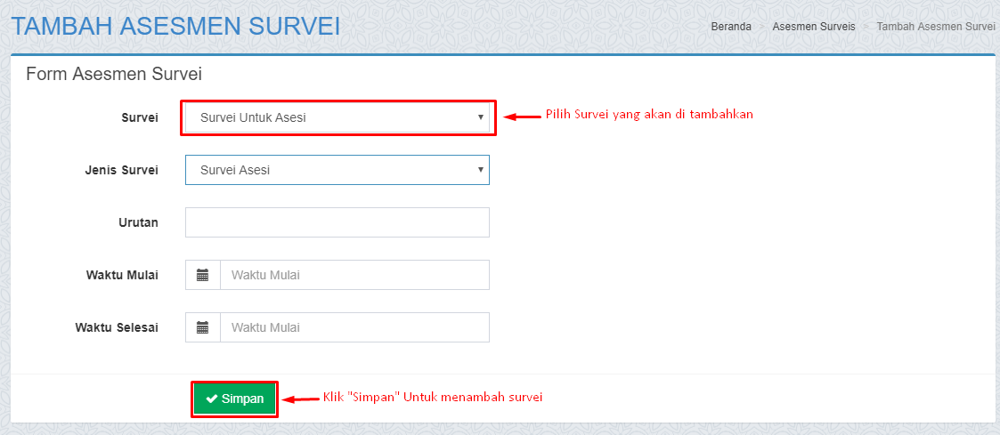 TAMBAH ASESMEN SURVEI
Beranda > Asesmen Surveis > Tambah Asesmen Survei
Form Asesmen Survei
Survei
Survei Untuk Asesi
Pilih Survei yang akan di tambahkan
Jenis Survei
Survei Asesi
Urutan
Waktu Mulai
Waktu Mulai
Waktu Selesai
Waktu Mulai
Simpan
Klik "Simpan" Untuk menambah survei